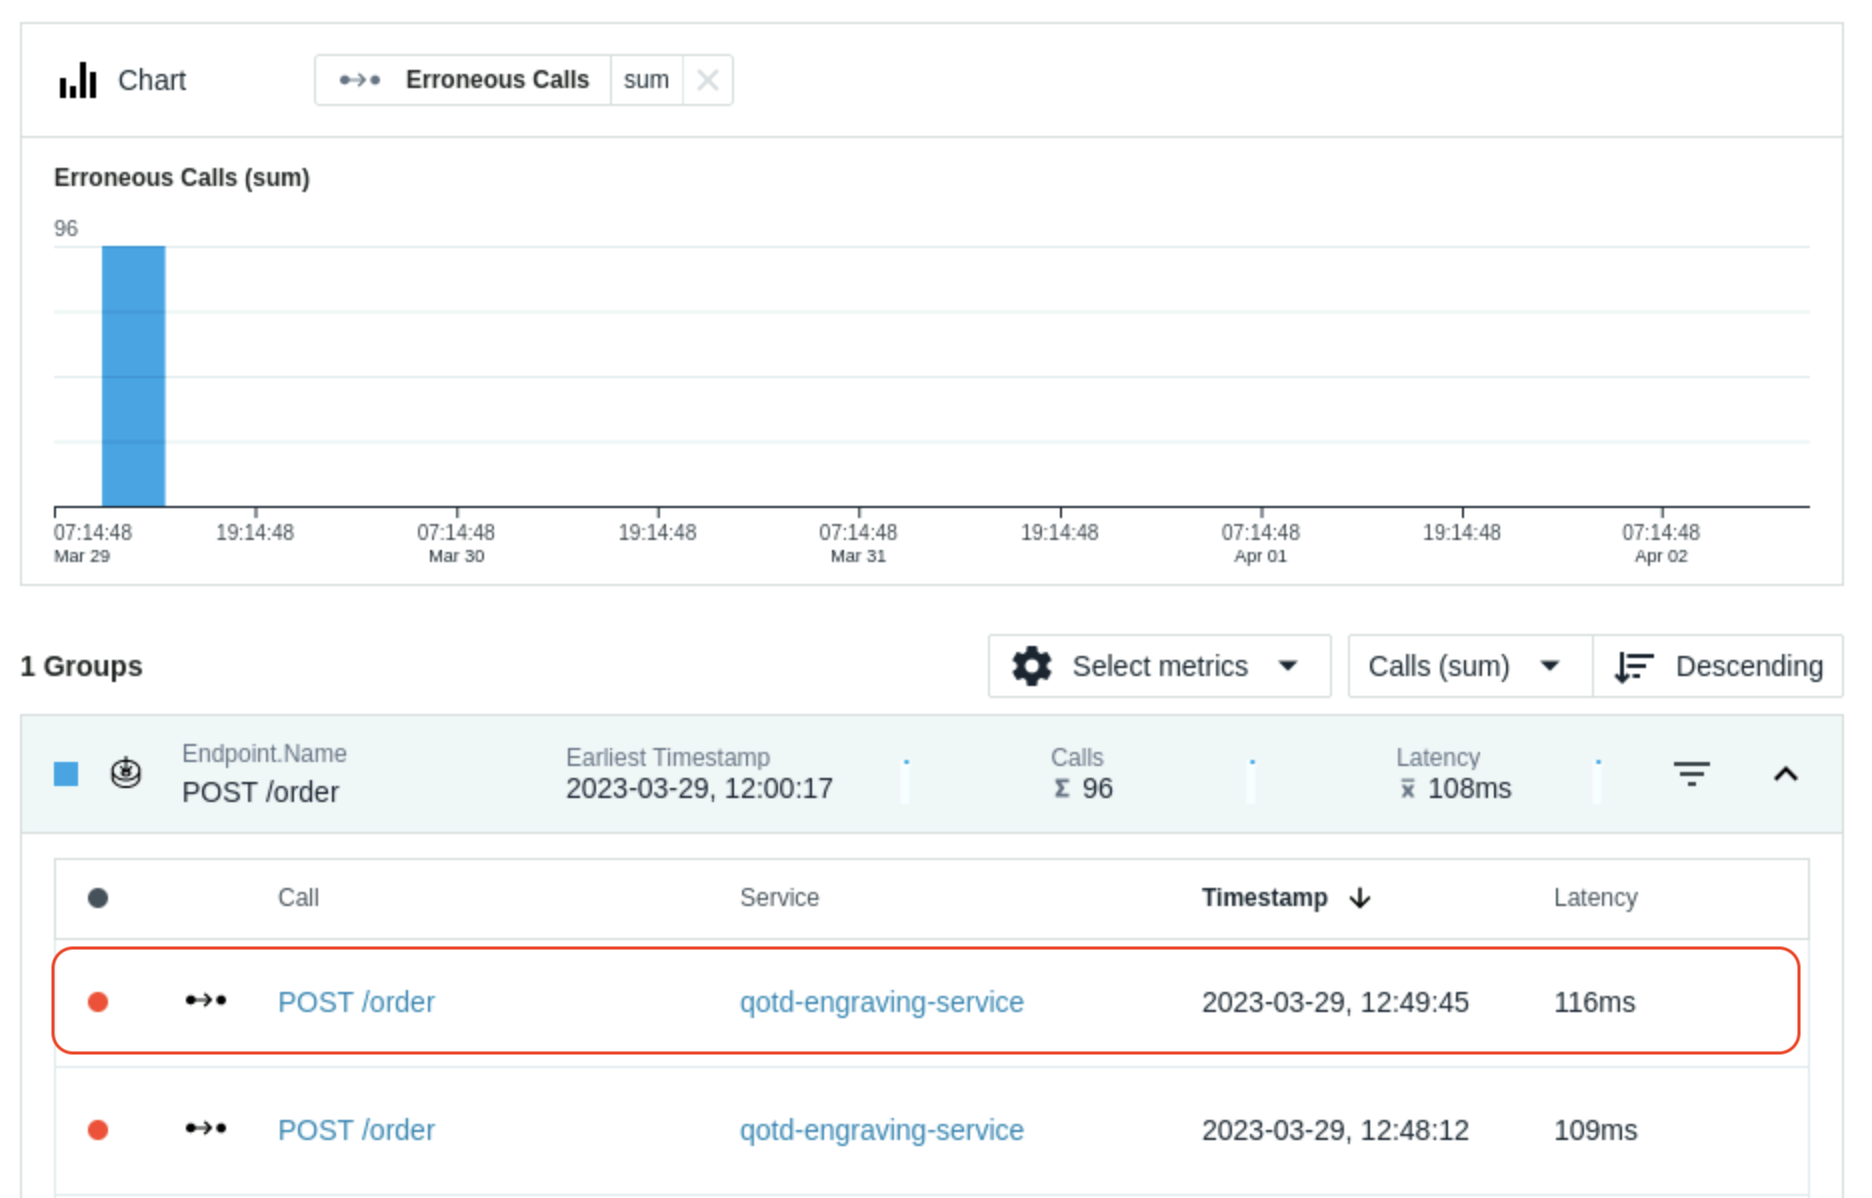 Chart Erroneous Calls sum
Erroneous Calls (sum)
96
07:14:48 19:14:48 07:14:48 19:14:48 07:14:48 19:14:48 07:14:48 19:14:48 07:14:48
Mar 29 Mar 30 Mar 31 Apr 01 Apr 02
1 Groups Select metrics Calls (sum) Descending
Endpoint.Name Earliest Timestamp Calls Latency
POST /order 2023-03-29, 12:00:17 Σ 96 x̅ 108ms
Call Service Timestamp ↓ Latency
POST /order qotd-engraving-service 2023-03-29, 12:49:45 116ms
POST /order qotd-engraving-service 2023-03-29, 12:48:12 109ms